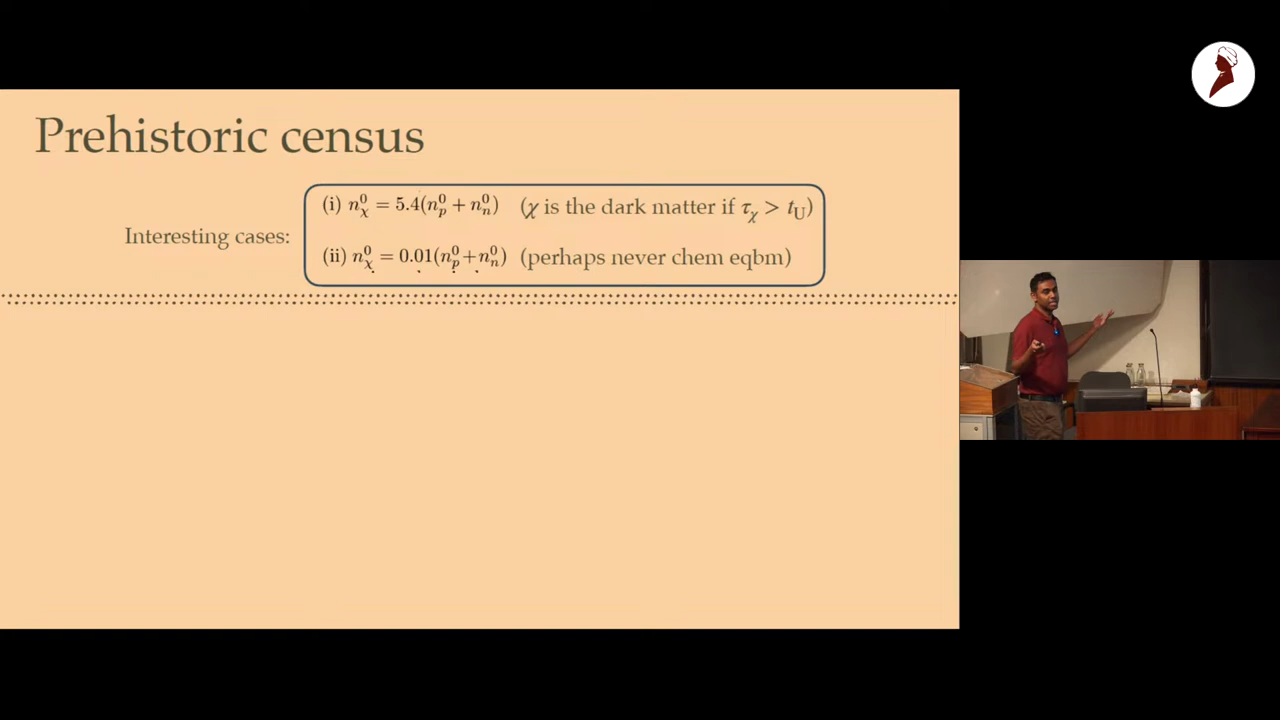 Prehistoric census
Interesting cases:
(i) n⁰_χ = 5.4(n⁰_p + n⁰_n) (χ is the dark matter if τ_χ > t_U)
(ii) n⁰_χ = 0.01(n⁰_p + n⁰_n) (perhaps never chem eqbm)